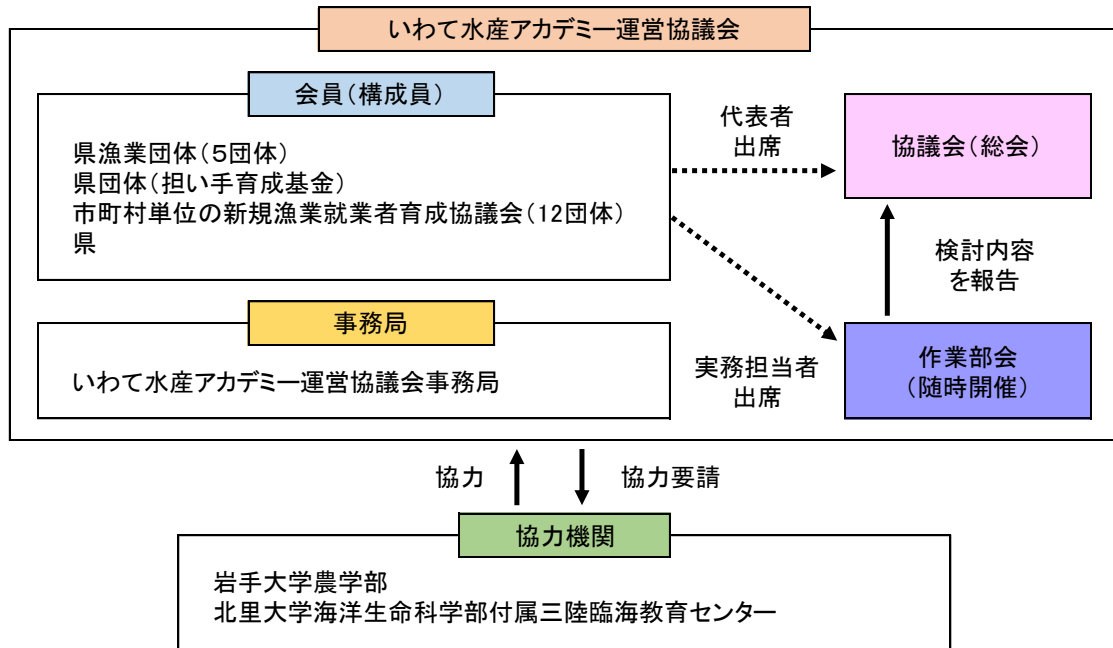 いわて水産アカデミー運営協議会
会員(構成員)
県漁業団体(5団体)
県団体(担い手育成基金)
市町村単位の新規漁業就業者育成協議会(12団体)
県
代表者
出席
協議会(総会)
検討内容
を報告
事務局
いわて水産アカデミー運営協議会事務局
実務担当者
出席
作業部会
(随時開催)
協力
協力要請
協力機関
岩手大学農学部
北里大学海洋生命科学部付属三陸臨海教育センター